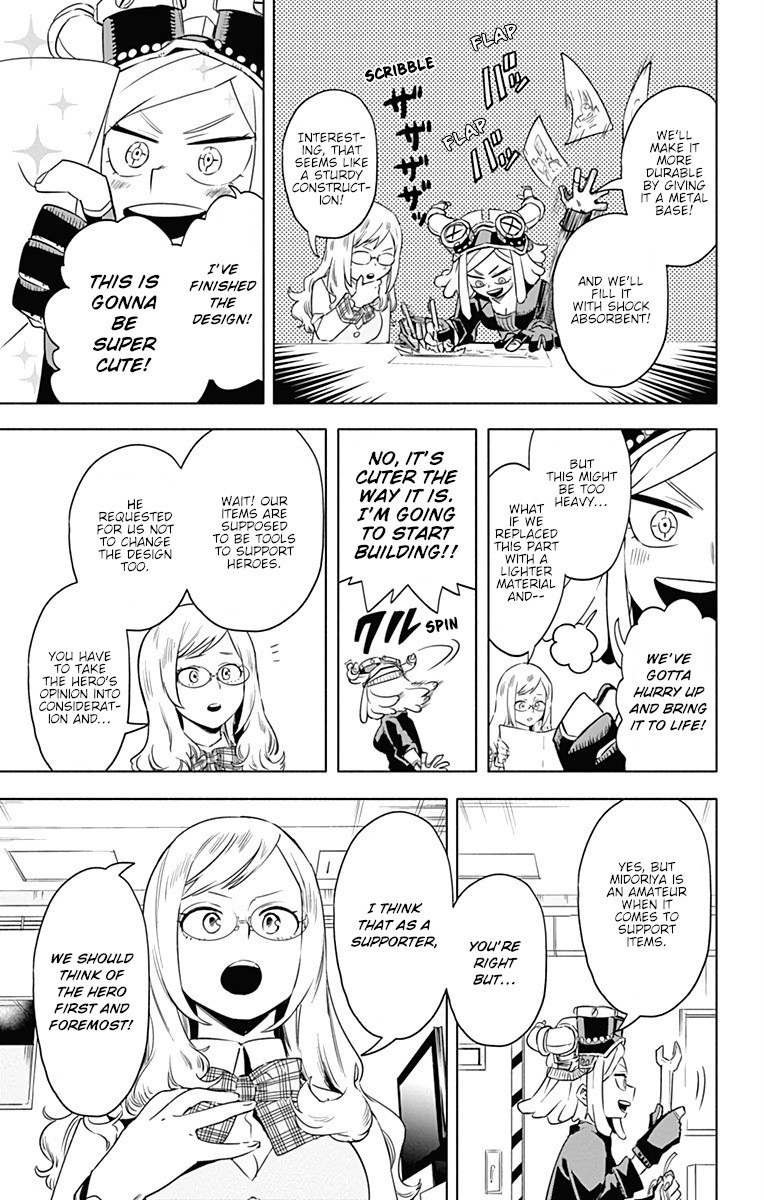 WE'LL
MAKE IT
MORE
DURABLE
BY GIVING
IT A METAL
BASE!
AND WE'LL
FILL IT
WITH SHOCK
ABSORBENT!
FLAP
バッ
FLAP
バッ
SCRIBBLE
ザザザザッ
INTEREST-
ING, THAT
SEEMS LIKE
A STURDY
CONSTRUCT-
ION!
I'VE
FINISHED
THE
DESIGN!
THIS IS
GONNA
BE
SUPER
CUTE!
BUT
THIS MIGHT
BE TOO
HEAVY...
WHAT
IF WE
REPLACED
THIS PART
WITH A
LIGHTER
MATERIAL
AND--
WE'VE
GOTTA
HURRY UP
AND BRING
IT TO LIFE!
NO, IT'S
CUTER THE
WAY IT IS.
I'M GOING
TO START
BUILDING!!
クル
SPIN
WAIT! OUR
ITEMS ARE
SUPPOSED
TO BE TOOLS
TO SUPPORT
HEROES.
HE
REQUESTED
FOR US NOT
TO CHANGE
THE DESIGN
TOO.
YOU HAVE
TO TAKE
THE HERO'S
OPINION INTO
CONSIDERAT-
ION AND...
YES, BUT
MIDORIYA
IS AN
AMATEUR
WHEN IT
COMES TO
SUPPORT
ITEMS.
YOU'RE
RIGHT
BUT...
I THINK
THAT AS A
SUPPORTER,
WE SHOULD
THINK OF
THE HERO
FIRST AND
FOREMOST!